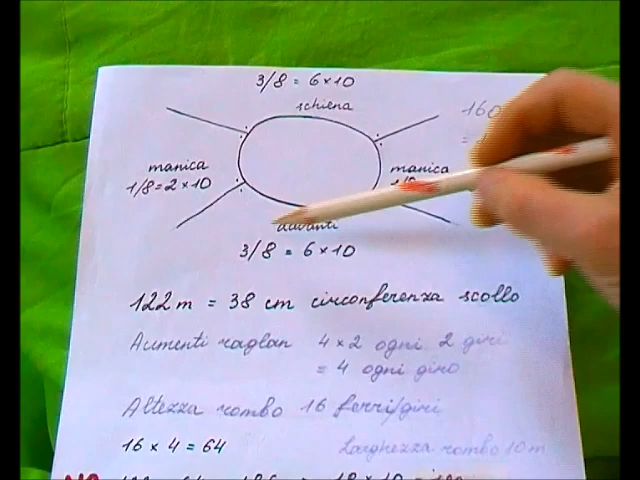 3/8 = 6×10
schiena
160
manica
manica
1/8=2×10
davanti
3/8 = 6×10
122 m = 38 cm circonferenza scollo
Aumenti raglan 4×2 ogni 2 giri
= 4 ogni giro
Altezza rombo 16 ferri/giri
16 × 4 = 64
Larghezza rombo 10 m